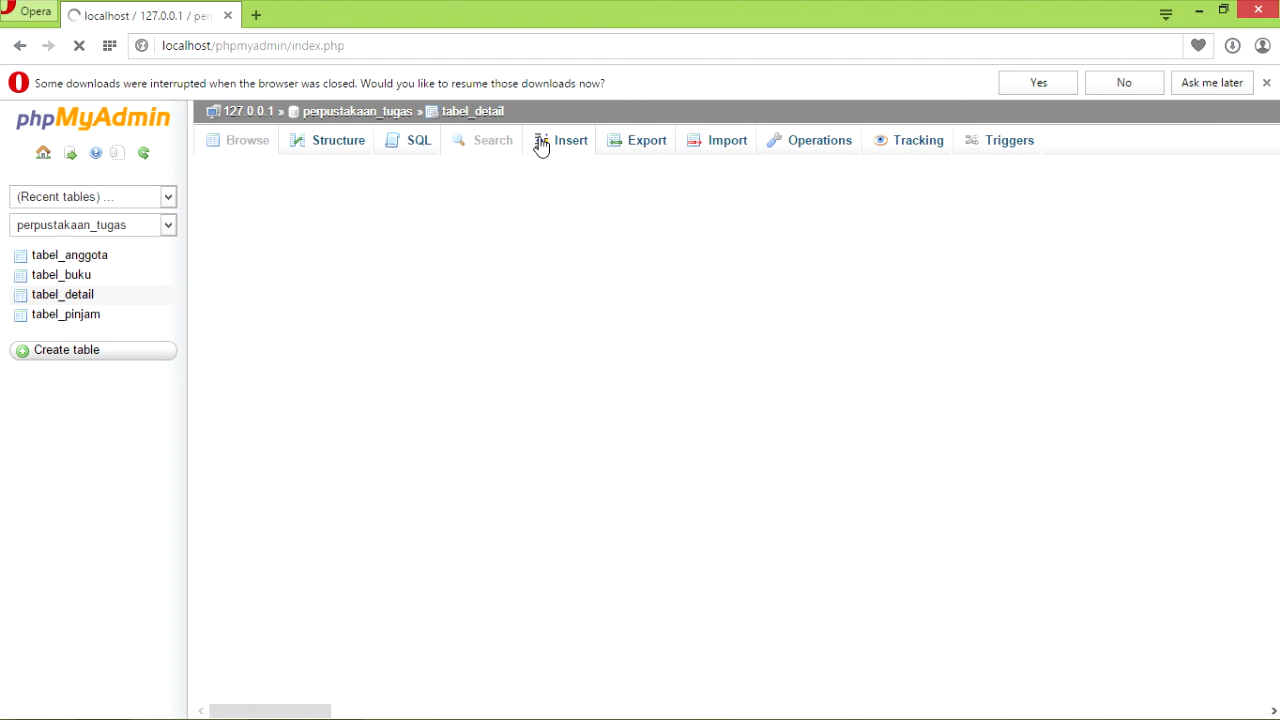 Opera
localhost / 127.0.0.1 / per
localhost/phpmyadmin/index.php
Some downloads were interrupted when the browser was closed. Would you like to resume those downloads now?
Yes
No
Ask me later
phpMyAdmin
127.0.0.1 » perpustakaan_tugas » tabel_detail
Browse
Structure
SQL
Search
Insert
Export
Import
Operations
Tracking
Triggers
(Recent tables) ...
perpustakaan_tugas
tabel_anggota
tabel_buku
tabel_detail
tabel_pinjam
Create table